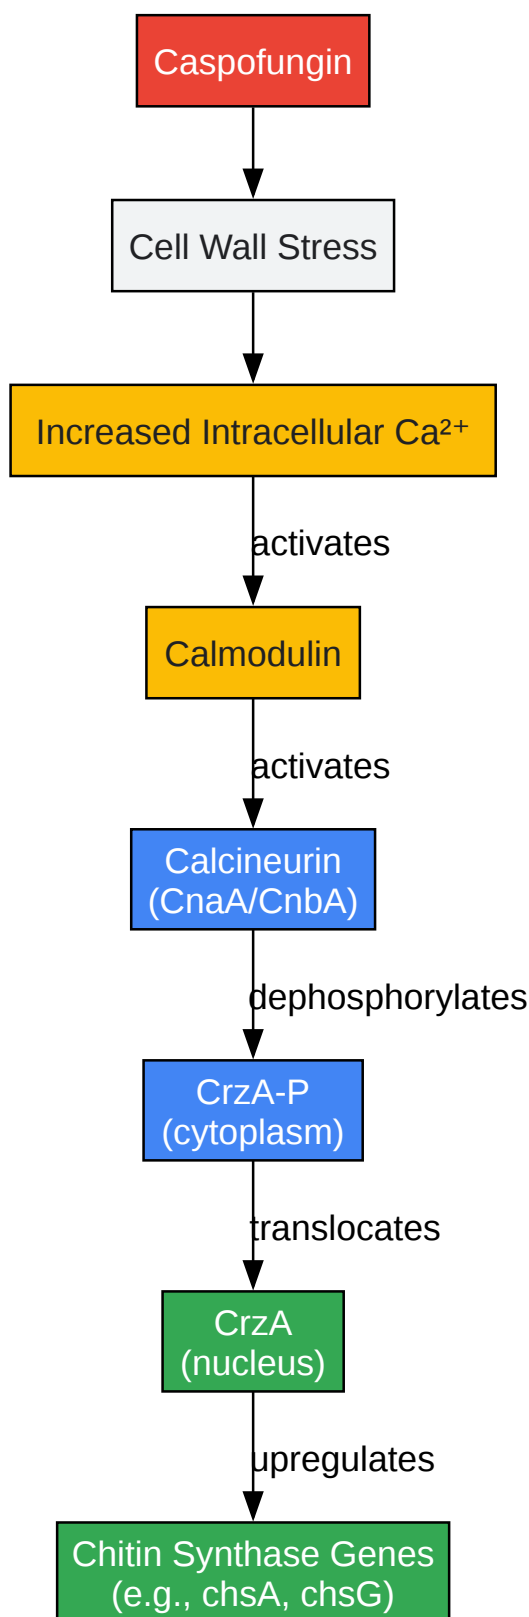 Caspofungin
Cell Wall Stress
Increased Intracellular Ca²⁺
activates
Calmodulin
activates
Calcineurin
(CnaA/CnbA)
dephosphorylates
CrzA-P
(cytoplasm)
translocates
CrzA
(nucleus)
upregulates
Chitin Synthase Genes
(e.g., chsA, chsG)